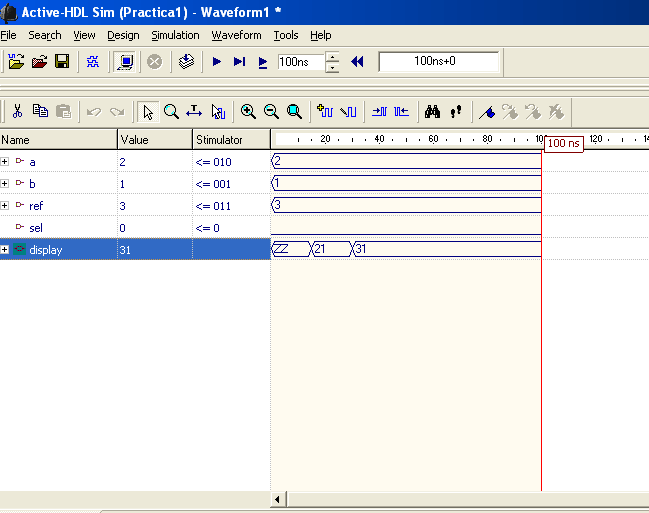 Active-HDL Sim (Practica1) - Waveform1 *
File Search View Design Simulation Waveform Tools Help
100ns 100ns+0
Name Value Stimulator 20 40 60 80 100 ns 120
a 2 <= 010 2
b 1 <= 001 1
ref 3 <= 011 3
sel 0 <= 0
display 31 ZZ 21 31